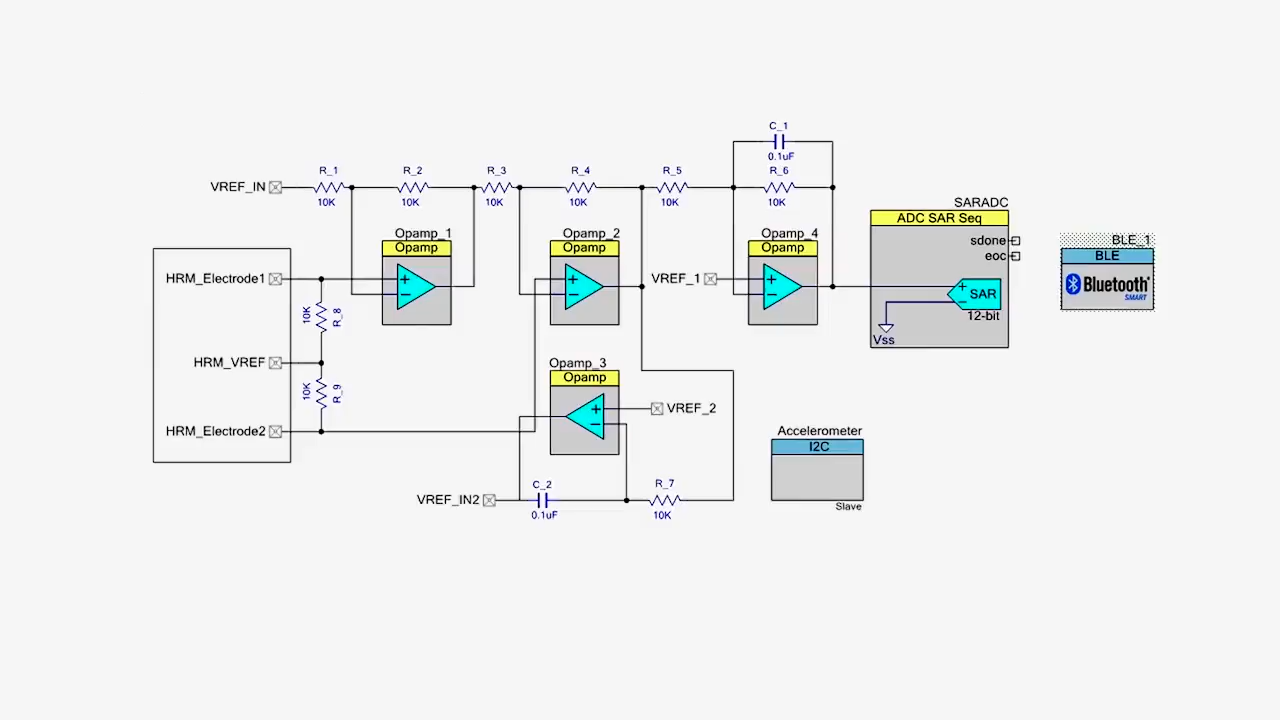 C_1
0.1uF
R_1
R_2
R_3
R_4
R_5
R_6
VREF_IN
10K
10K
10K
10K
10K
10K
SARADC
ADC SAR Seq
Opamp_1
Opamp
Opamp_2
Opamp
Opamp_4
Opamp
sdone
eoc
BLE_1
BLE
Bluetooth
SMART
HRM_Electrode1
+
−
+
−
VREF_1
+
−
+
−
SAR
12-bit
Vss
10K
R_8
HRM_VREF
10K
R_9
HRM_Electrode2
Opamp_3
Opamp
+
−
VREF_2
Accelerometer
I2C
Slave
VREF_IN2
C_2
0.1uF
R_7
10K